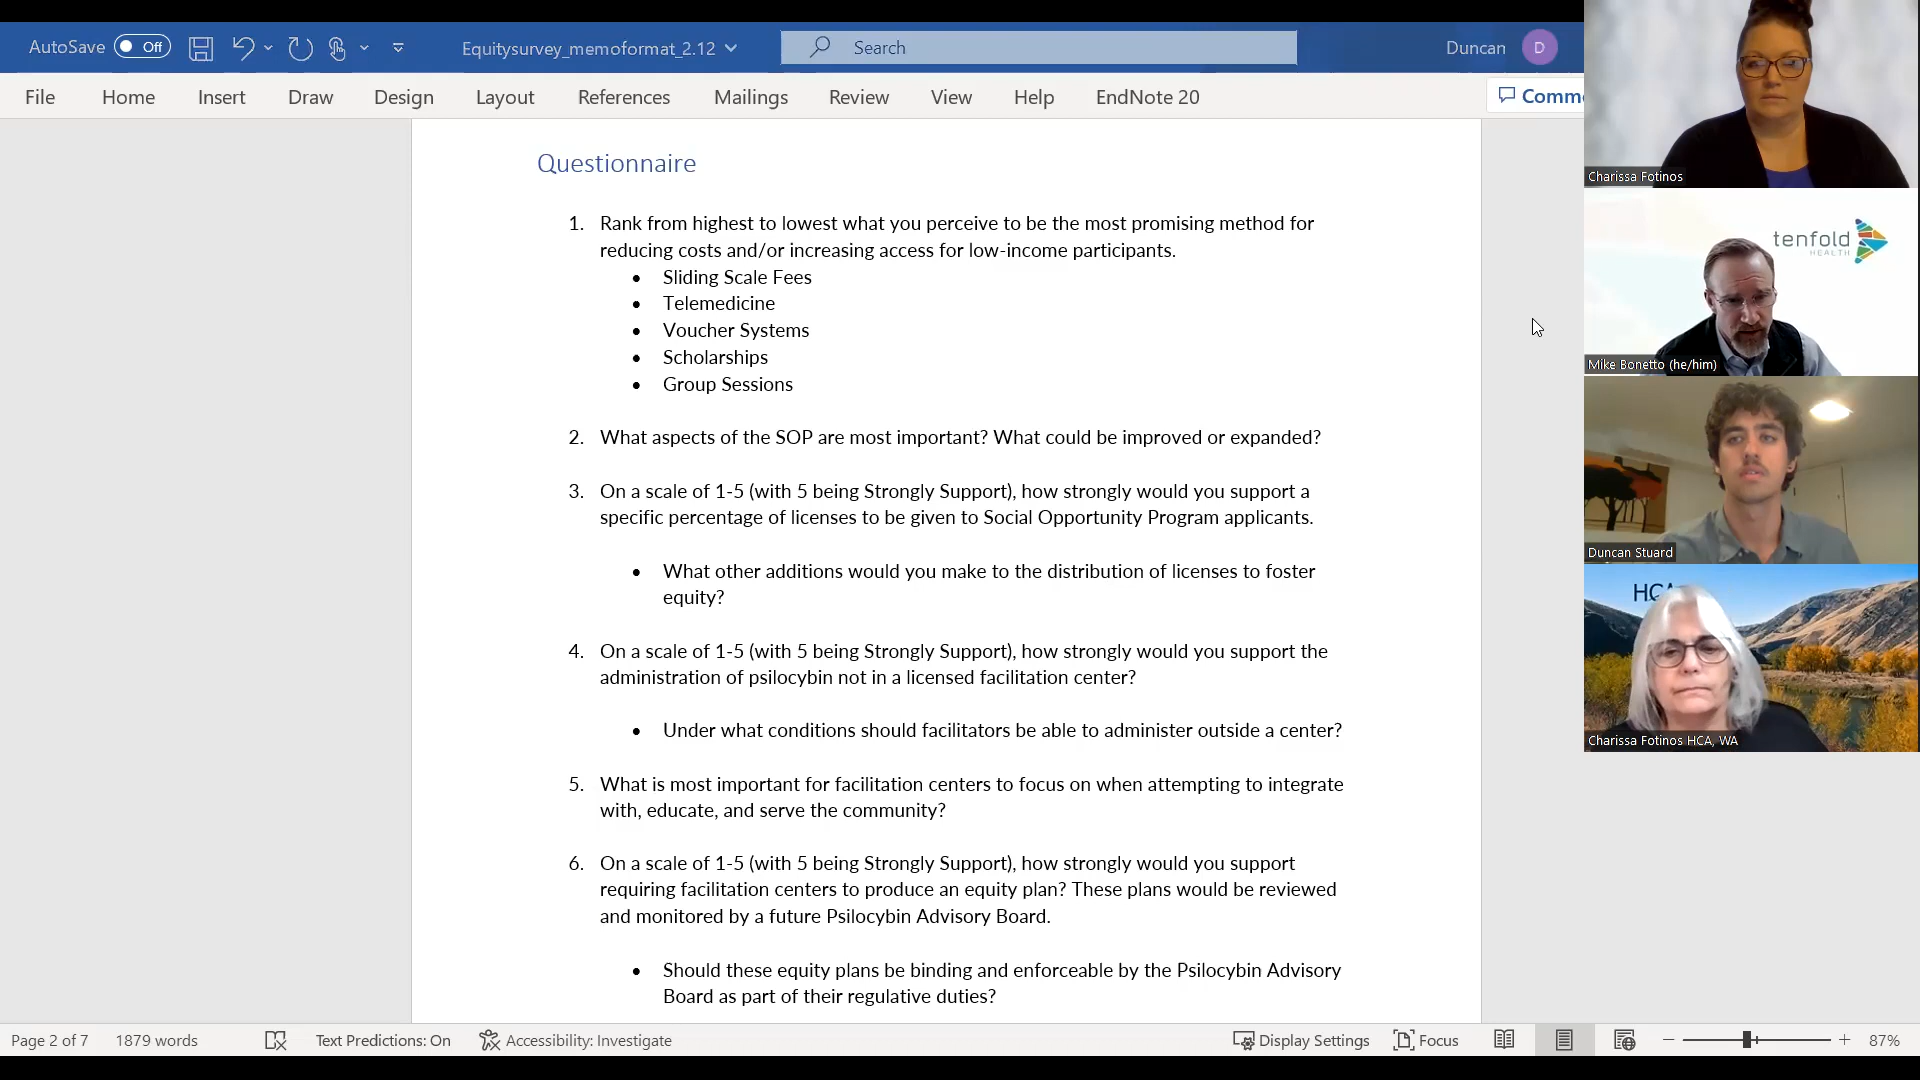 AutoSave Off Equitysurvey_memoformat_2.12 Search Duncan D
File Home Insert Draw Design Layout References Mailings Review View Help EndNote 20 Comme
Questionnaire
1. Rank from highest to lowest what you perceive to be the most promising method for
reducing costs and/or increasing access for low-income participants.
• Sliding Scale Fees
• Telemedicine
• Voucher Systems
• Scholarships
• Group Sessions
2. What aspects of the SOP are most important? What could be improved or expanded?
3. On a scale of 1-5 (with 5 being Strongly Support), how strongly would you support a
specific percentage of licenses to be given to Social Opportunity Program applicants.
• What other additions would you make to the distribution of licenses to foster
equity?
4. On a scale of 1-5 (with 5 being Strongly Support), how strongly would you support the
administration of psilocybin not in a licensed facilitation center?
• Under what conditions should facilitators be able to administer outside a center?
5. What is most important for facilitation centers to focus on when attempting to integrate
with, educate, and serve the community?
6. On a scale of 1-5 (with 5 being Strongly Support), how strongly would you support
requiring facilitation centers to produce an equity plan? These plans would be reviewed
and monitored by a future Psilocybin Advisory Board.
• Should these equity plans be binding and enforceable by the Psilocybin Advisory
Board as part of their regulative duties?
Page 2 of 7 1879 words Text Predictions: On Accessibility: Investigate Display Settings Focus 87%
Charissa Fotinos
tenfold
HEALTH
Mike Bonetto (he/him)
Duncan Stuard
HCA
Charissa Fotinos HCA, WA